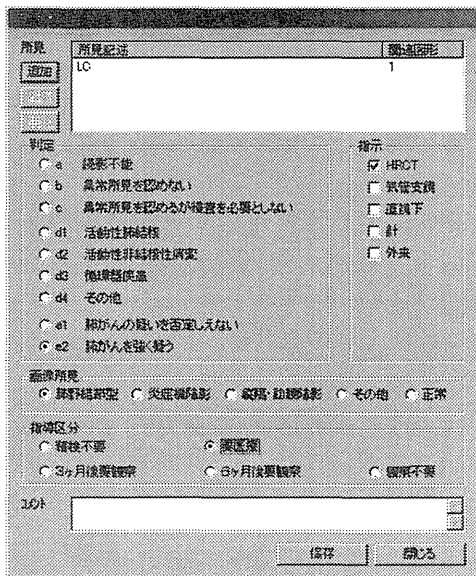 所見
所見記述 関連図形
追加
LC 1
判定
指示
a 読影不能
HRCT
b 異常所見を認めない
気管支鏡
c 異常所見を認めるが検査を必要としない
直視下
d1 活動性肺結核
針
d2 活動性非結核性病変
外来
d3 循環器疾患
d4 その他
e1 肺がんの疑いを否定しえない
e2 肺がんを強く疑う
画像所見
肺野結節型 炎症様陰影 縦隔・血管陰影 その他 正常
指導区分
精検不要 要医療
3ヶ月後要観察 6ヶ月後要観察 観察不要
コメント
保存 閉じる